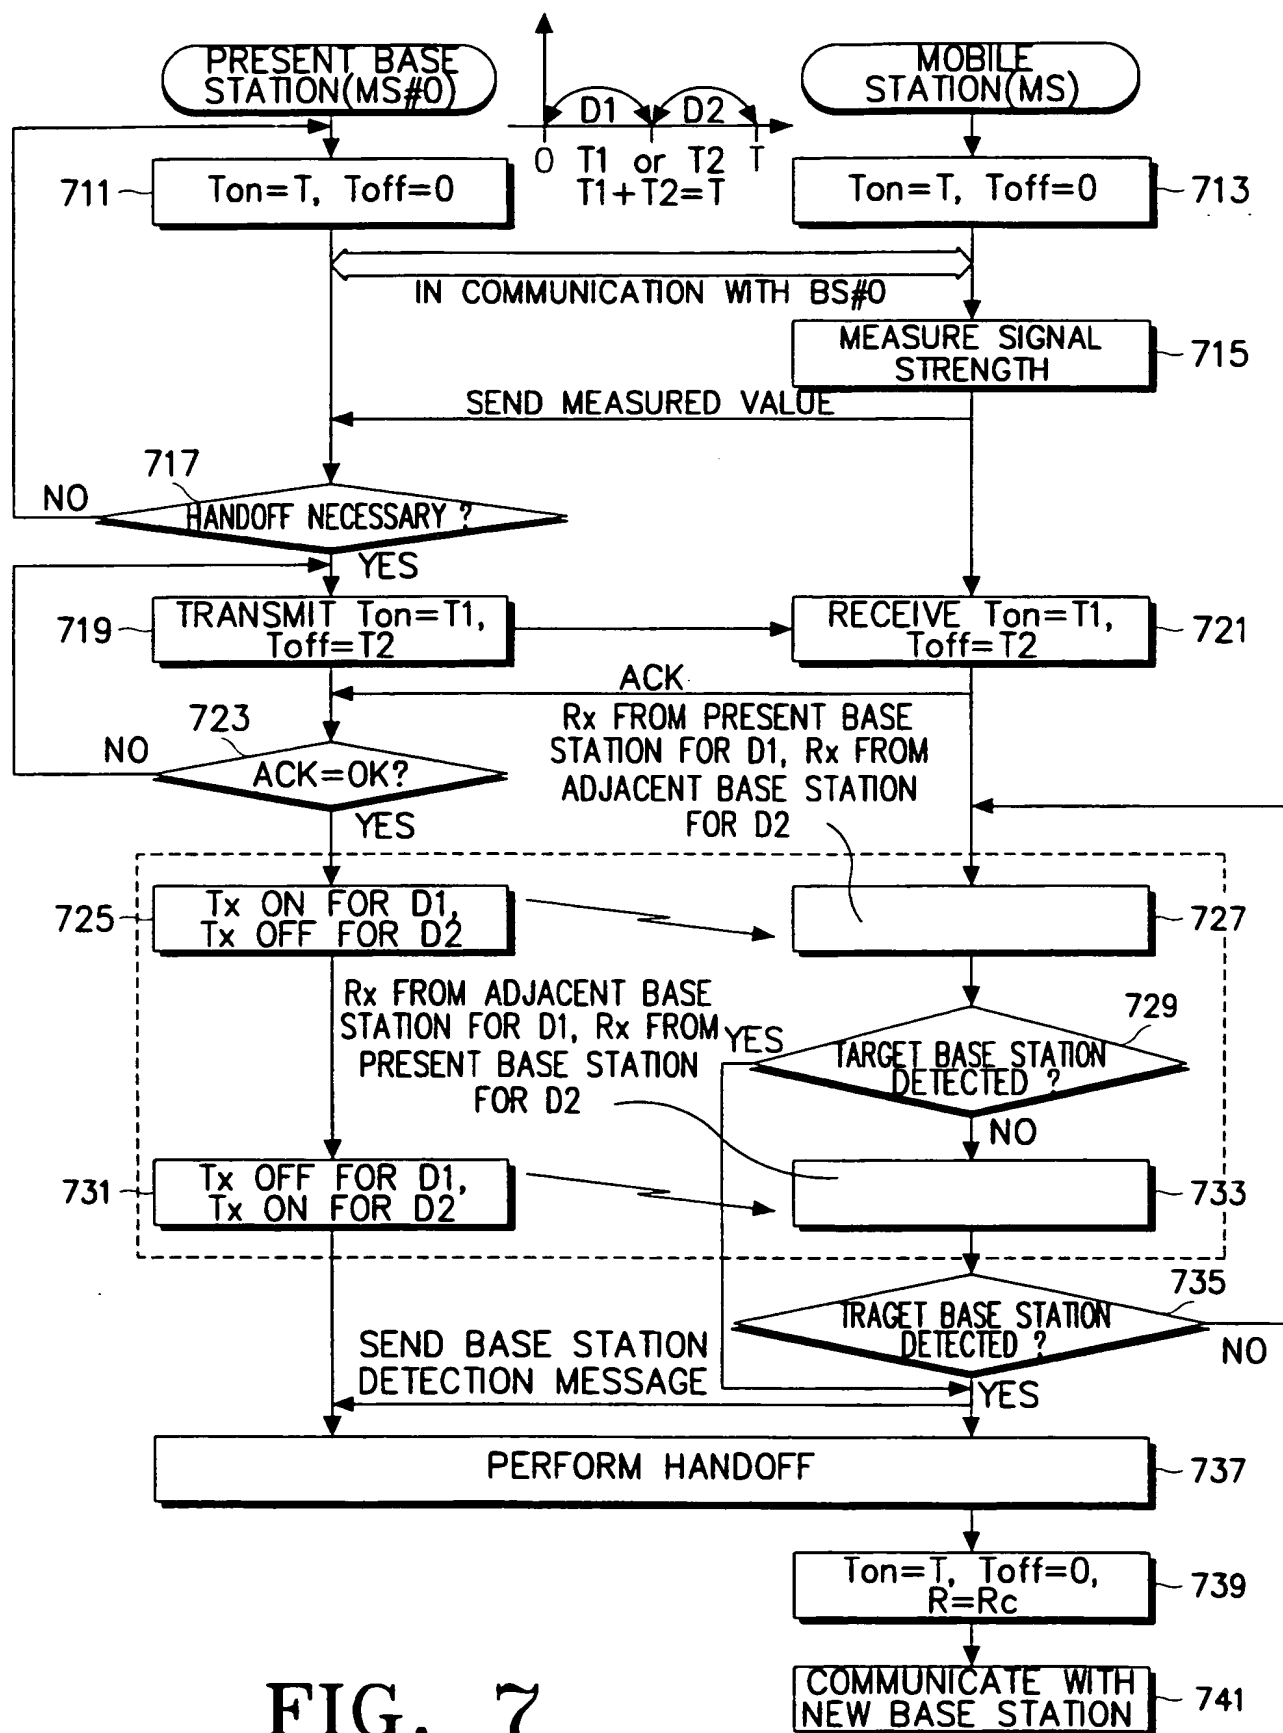 PRESENT BASE
STATION(MS#0)
MOBILE
STATION(MS)
D1
D2
0
T1 or T2
T
T1+T2=T
711
Ton=T, Toff=0
Ton=T, Toff=0
713
IN COMMUNICATION WITH BS#0
MEASURE SIGNAL
STRENGTH
715
SEND MEASURED VALUE
717
NO
HANDOFF NECESSARY ?
YES
719
TRANSMIT Ton=T1,
Toff=T2
RECEIVE Ton=T1,
Toff=T2
721
ACK
723
NO
ACK=OK?
YES
Rx FROM PRESENT BASE
STATION FOR D1, Rx FROM
ADJACENT BASE STATION
FOR D2
725
Tx ON FOR D1,
Tx OFF FOR D2
727
Rx FROM ADJACENT BASE
STATION FOR D1, Rx FROM
PRESENT BASE STATION
FOR D2
729
YES
TARGET BASE STATION
DETECTED ?
NO
731
Tx OFF FOR D1,
Tx ON FOR D2
733
735
TRAGET BASE STATION
DETECTED ?
NO
YES
SEND BASE STATION
DETECTION MESSAGE
PERFORM HANDOFF
737
Ton=T, Toff=0,
R=Rc
739
COMMUNICATE WITH
NEW BASE STATION
741
FIG. 7